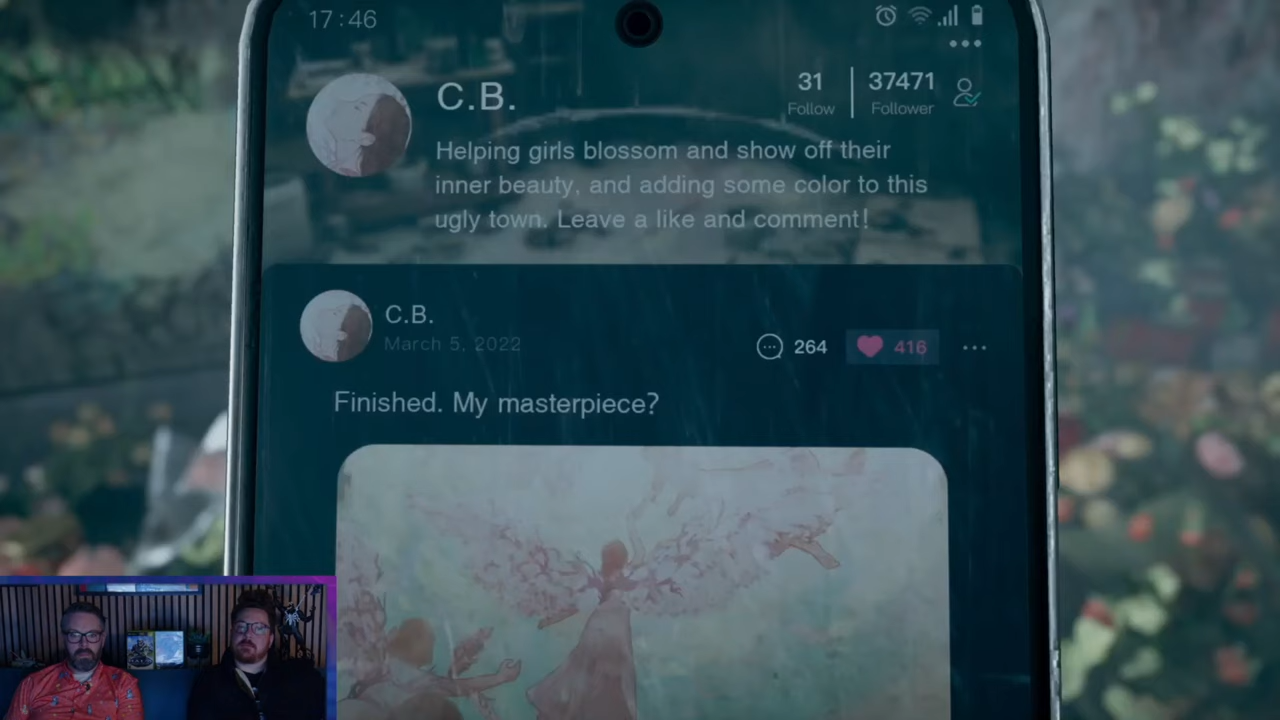 17:46
C.B.
31
37471
Follow
Follower
Helping girls blossom and show off their
inner beauty, and adding some color to this
ugly town. Leave a like and comment!
C.B.
March 5, 2022
264
416
Finished. My masterpiece?